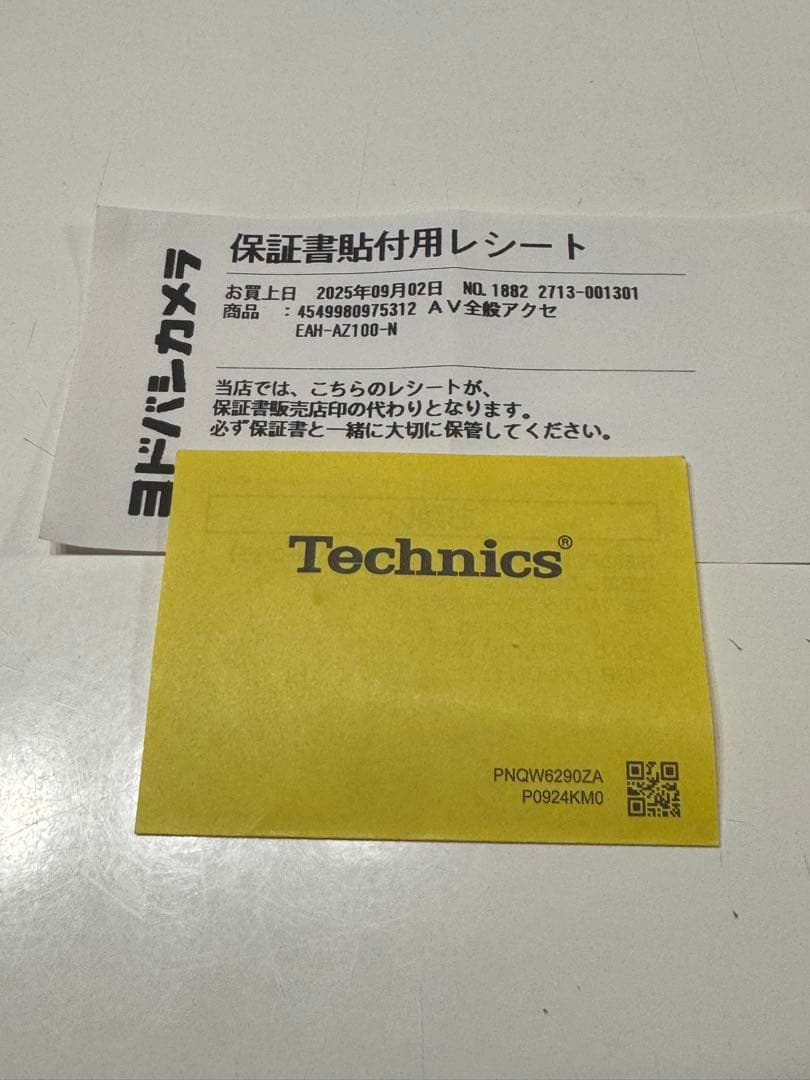 ヨドバシカメラ
保証書貼付用レシート
お買上日 2025年09月02日 NO.1882 2713-001301
商品 :4549980975312 AV全般アクセ
EAH-AZ100-N
当店では、こちらのレシートが、
保証書販売店印の代わりとなります。
必ず保証書と一緒に大切に保管してください。
Technics®
PNQW6290ZA
P0924KM0